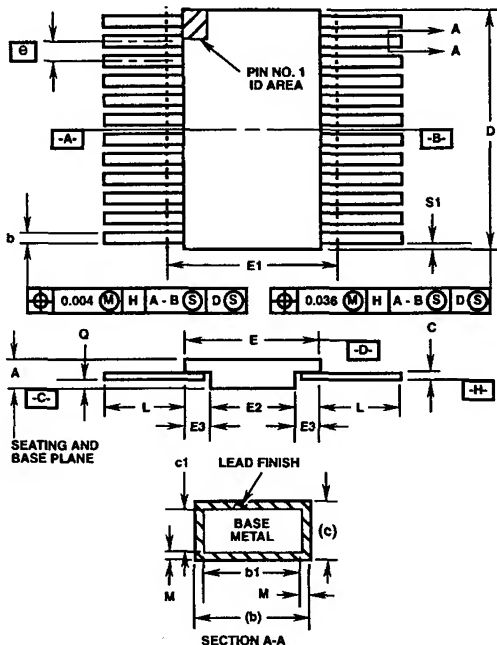 e
A
A
PIN NO. 1
ID AREA
-A-
-B-
D
S1
b
E1
⌖ 0.004 Ⓜ H A - B Ⓢ D Ⓢ
⌖ 0.036 Ⓜ H A - B Ⓢ D Ⓢ
Q
E
C
-D-
A
-C-
-H-
L
E2
L
E3
E3
SEATING AND
BASE PLANE
c1
LEAD FINISH
BASE
METAL
(c)
b1
M
M
(b)
SECTION A-A